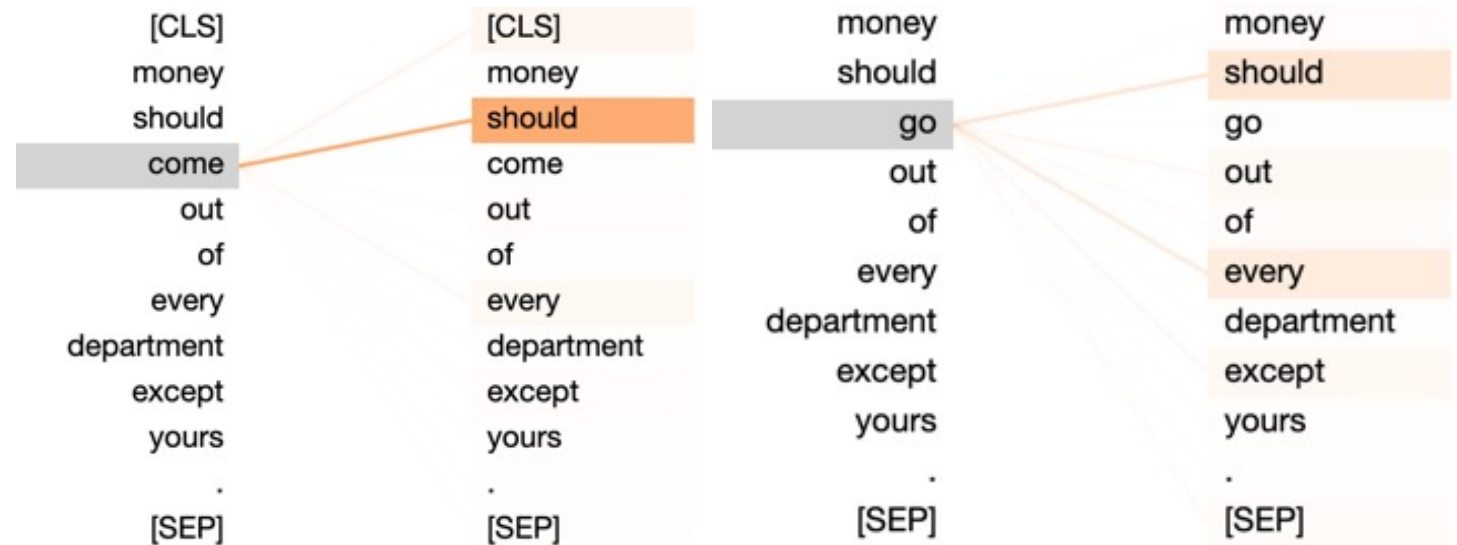 [CLS] [CLS]
money money
should should
come come
out out
of of
every every
department department
except except
yours yours
. .
[SEP] [SEP]
money money
should should
go go
out out
of of
every every
department department
except except
yours yours
. .
[SEP] [SEP]